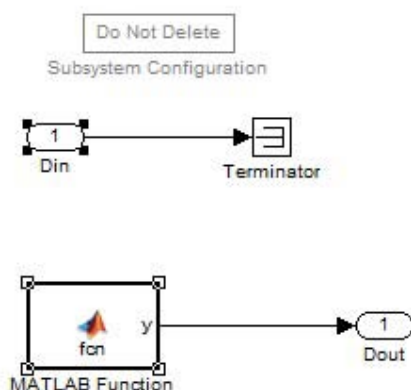 Do Not Delete
Subsystem Configuration
1
Din
Terminator
y
fcn
MATLAB Function
1
Dout